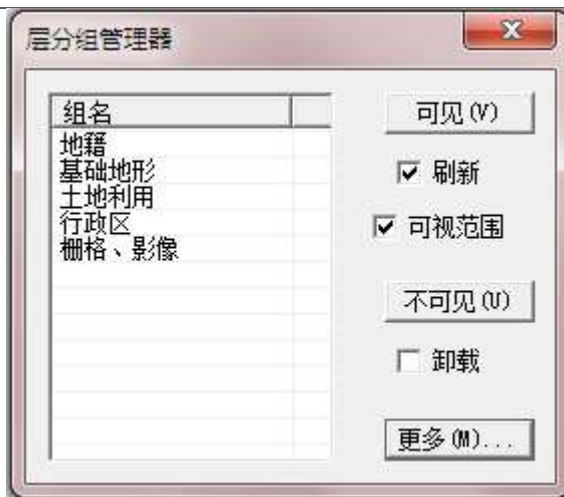 层分组管理器
组名
地籍
基础地形
土地利用
行政区
栅格、影像
可见(V)
刷新
可视范围
不可见(U)
卸载
更多(M)...